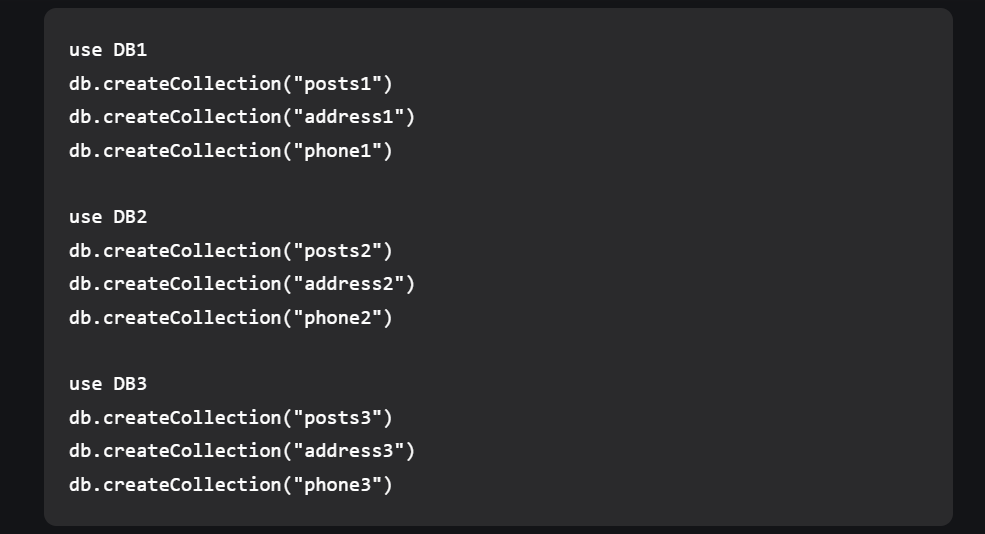 use DB1
db.createCollection("posts1")
db.createCollection("address1")
db.createCollection("phone1")
use DB2
db.createCollection("posts2")
db.createCollection("address2")
db.createCollection("phone2")
use DB3
db.createCollection("posts3")
db.createCollection("address3")
db.createCollection("phone3")